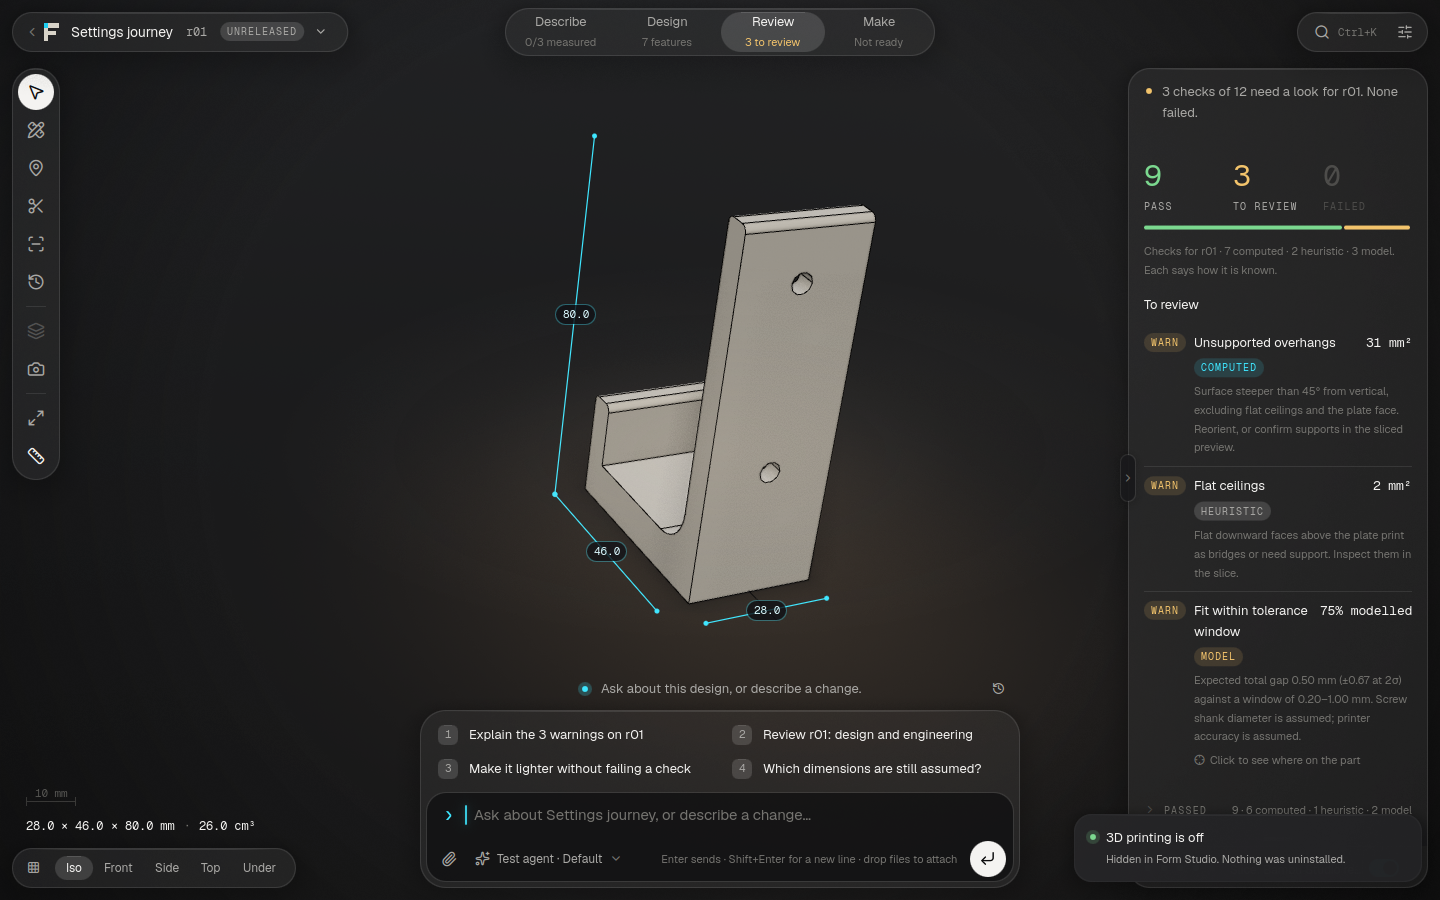 Settings journey r01 UNRELEASED
Describe
0/3 measured
Design
7 features
Review
3 to review
Make
Not ready
Ctrl+K
3 checks of 12 need a look for r01. None
failed.
9
PASS
3
TO REVIEW
0
FAILED
Checks for r01 · 7 computed · 2 heuristic · 3 model.
Each says how it is known.
To review
WARN Unsupported overhangs 31 mm²
COMPUTED
Surface steeper than 45° from vertical,
excluding flat ceilings and the plate face.
Reorient, or confirm supports in the sliced
preview.
WARN Flat ceilings 2 mm²
HEURISTIC
Flat downward faces above the plate print
as bridges or need support. Inspect them in
the slice.
WARN Fit within tolerance 75% modelled
window
MODEL
Expected total gap 0.50 mm (±0.67 at 2σ)
against a window of 0.20–1.00 mm. Screw
shank diameter is assumed; printer
accuracy is assumed.
Click to see where on the part
PASSED 9 · 6 computed · 1 heuristic · 2 model
3D printing is off
Hidden in Form Studio. Nothing was uninstalled.
80.0
46.0
28.0
Ask about this design, or describe a change.
1 Explain the 3 warnings on r01
2 Review r01: design and engineering
3 Make it lighter without failing a check
4 Which dimensions are still assumed?
Ask about Settings journey, or describe a change...
Test agent · Default
Enter sends · Shift+Enter for a new line · drop files to attach
10 mm
28.0 × 46.0 × 80.0 mm · 26.0 cm³
Iso Front Side Top Under